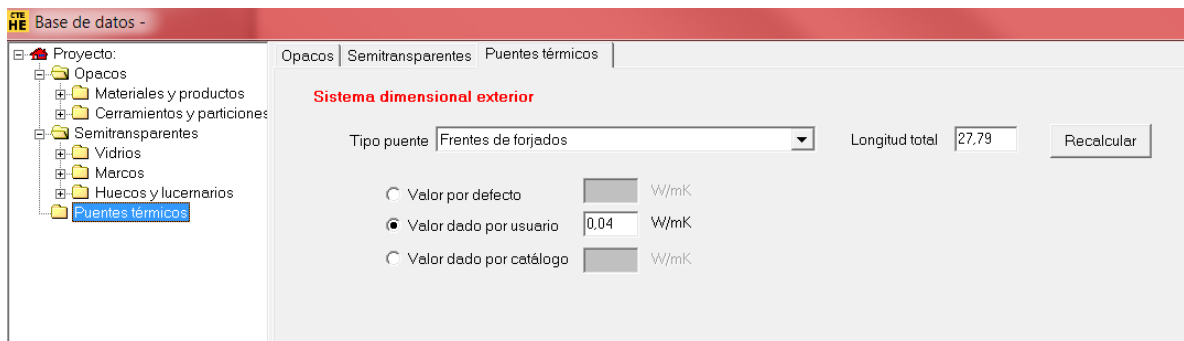 CTE
HE Base de datos -
Proyecto:
Opacos
Materiales y productos
Cerramientos y particiones
Semitransparentes
Vidrios
Marcos
Huecos y lucernarios
Puentes térmicos
Opacos Semitransparentes Puentes térmicos
Sistema dimensional exterior
Tipo puente Frentes de forjados Longitud total 27,79 Recalcular
Valor por defecto W/mK
Valor dado por usuario 0,04 W/mK
Valor dado por catálogo W/mK